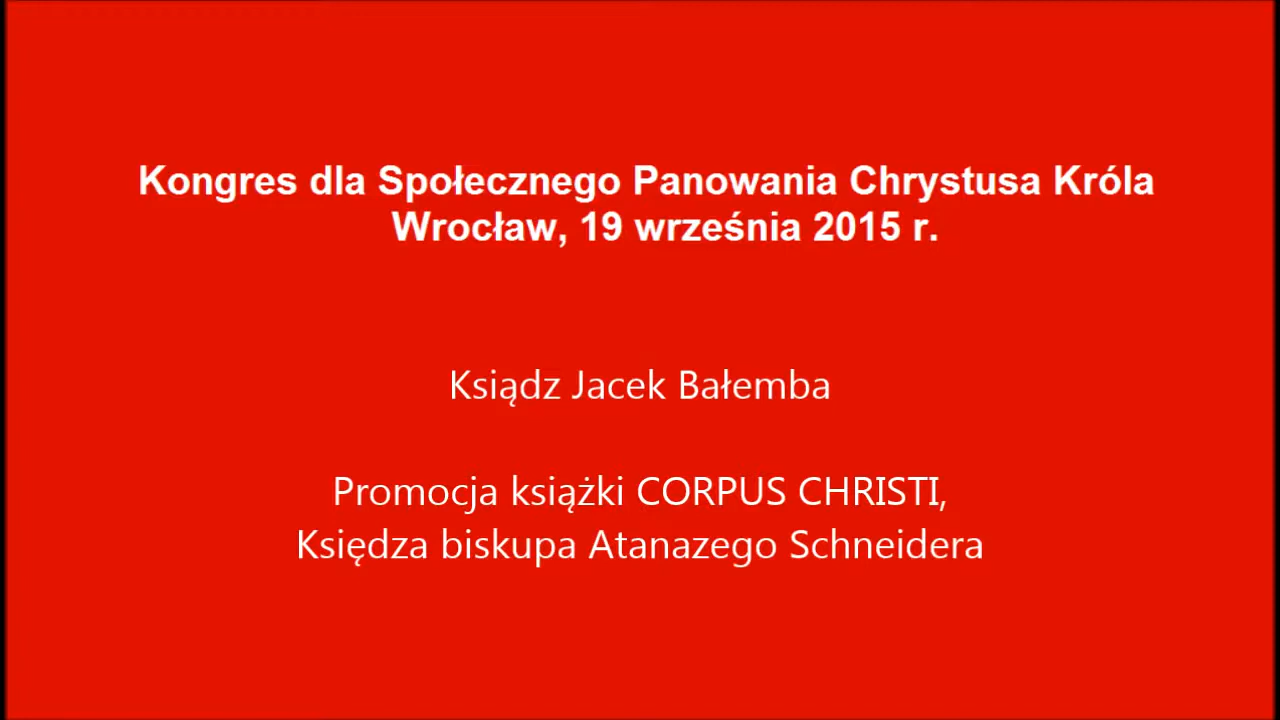 Kongres dla Społecznego Panowania Chrystusa Króla
Wrocław, 19 września 2015 r.
Ksiądz Jacek Bałemba
Promocja książki CORPUS CHRISTI,
Księdza biskupa Atanazego Schneidera